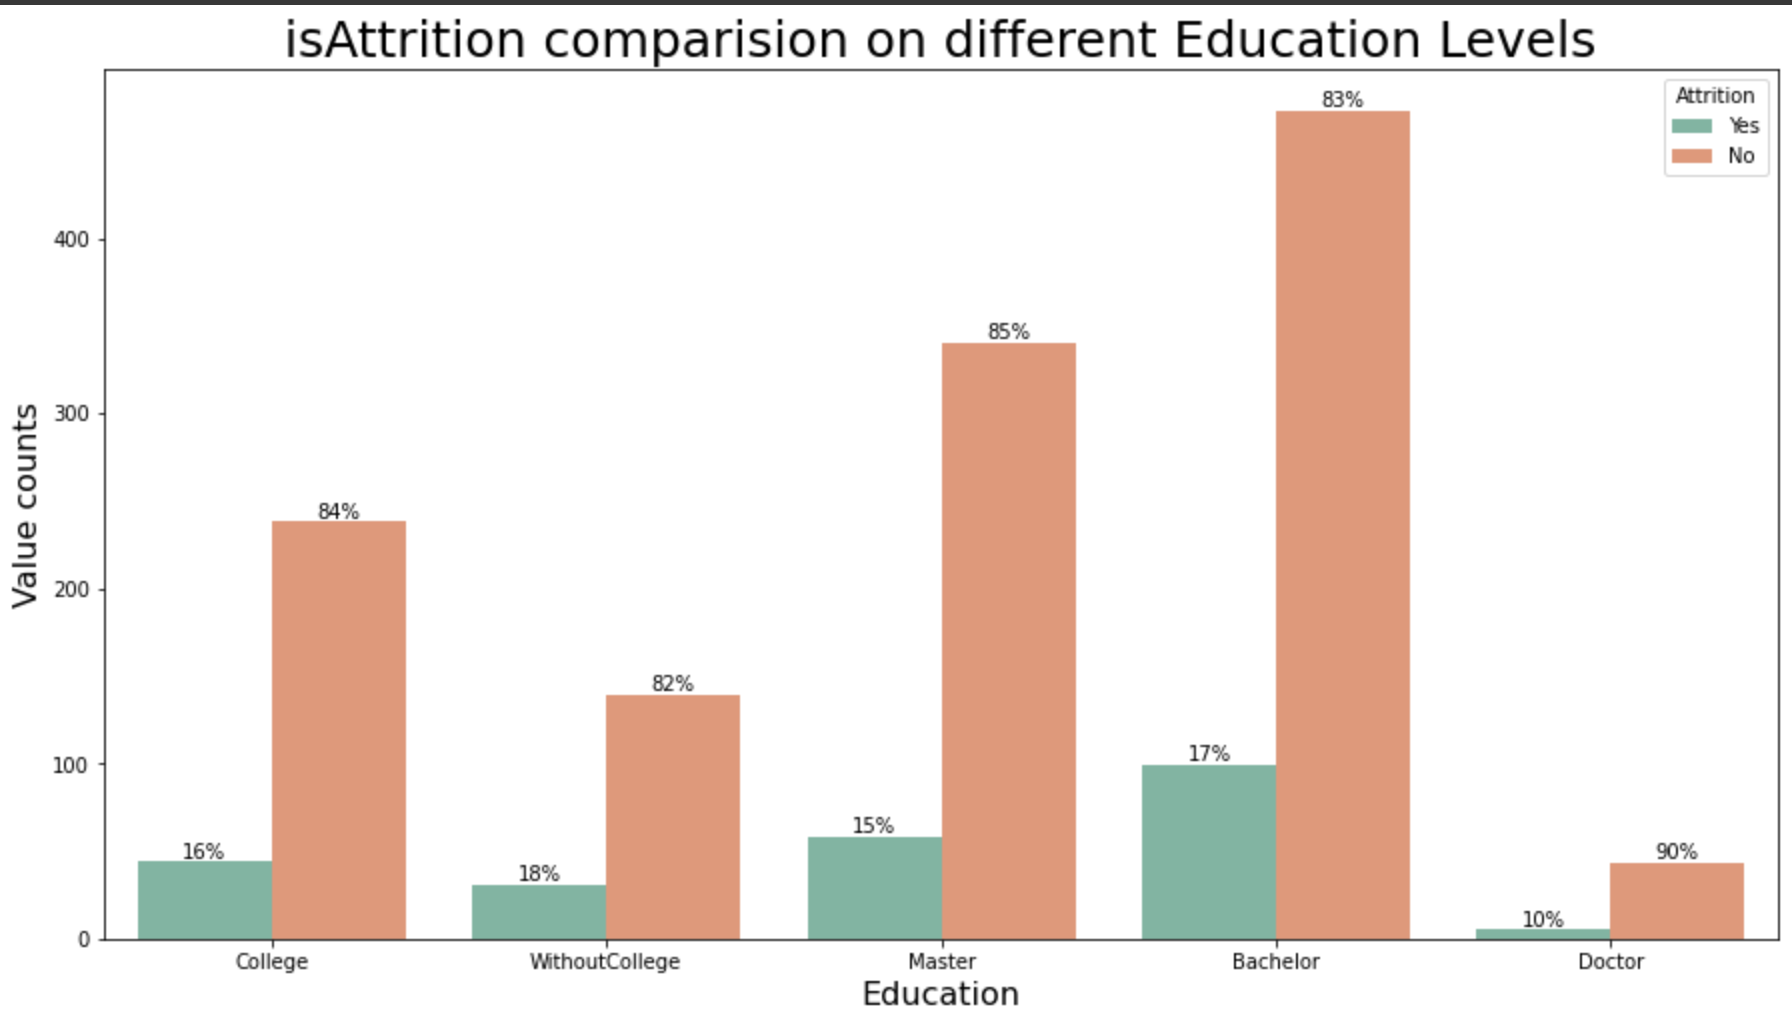 isAttrition comparision on different Education Levels
Attrition
Yes
No
83%
400
85%
300
Value counts
84%
200
82%
100
17%
15%
16%
18%
90%
10%
0
College WithoutCollege Master Bachelor Doctor
Education